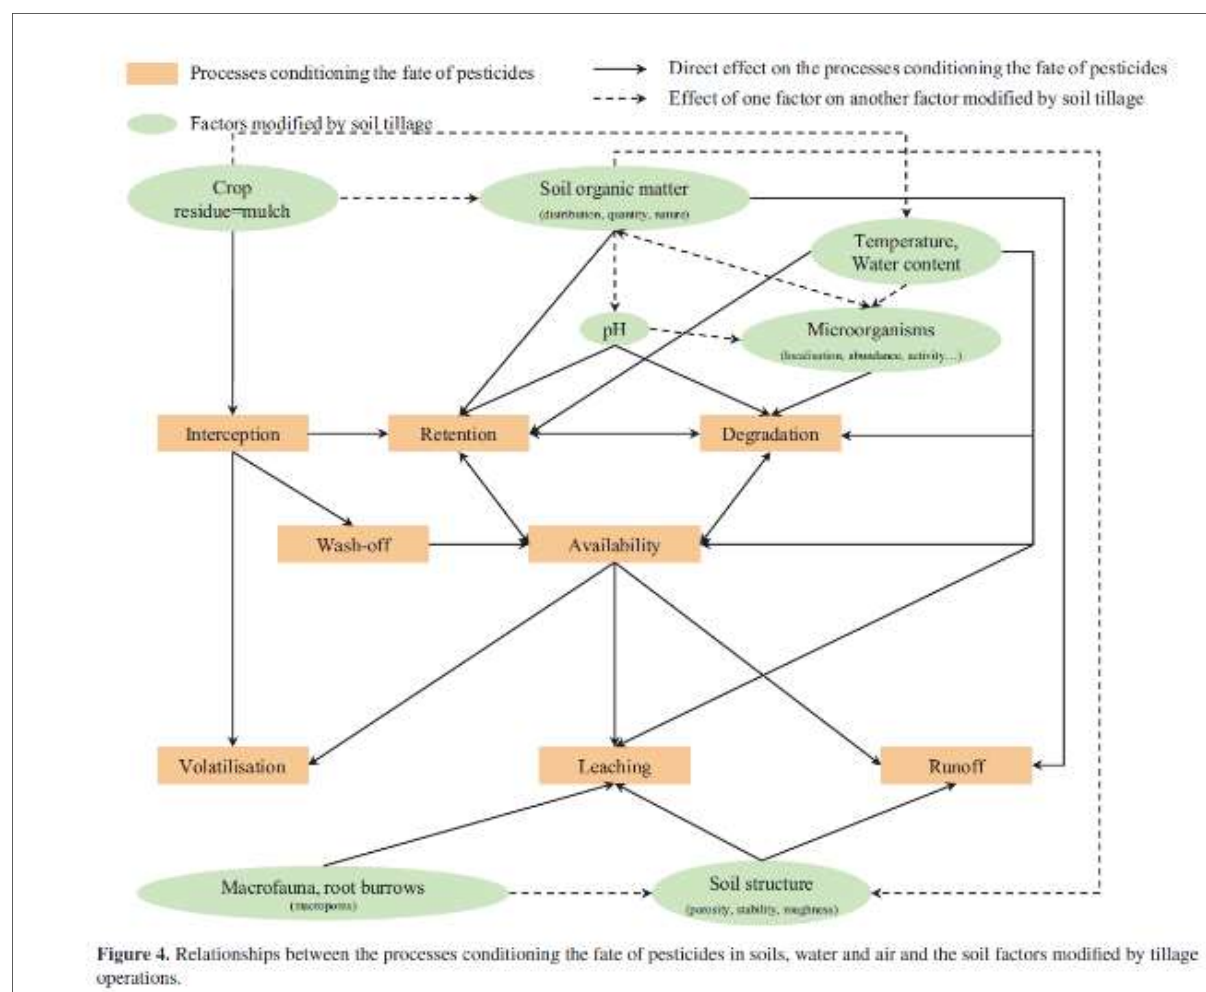 Processes conditioning the fate of pesticides
Direct effect on the processes conditioning the fate of pesticides
Effect of one factor on another factor modified by soil tillage
Factors modified by soil tillage
Crop
residue=mulch
Soil organic matter
(distribution, quantity, nature)
Temperature,
Water content
pH
Microorganisms
(localisation, abundance, activity…)
Interception
Retention
Degradation
Wash-off
Availability
Volatilisation
Leaching
Runoff
Macrofauna, root burrows
(macropores)
Soil structure
(porosity, stability, roughness)
Figure 4. Relationships between the processes conditioning the fate of pesticides in soils, water and air and the soil factors modified by tillage
operations.